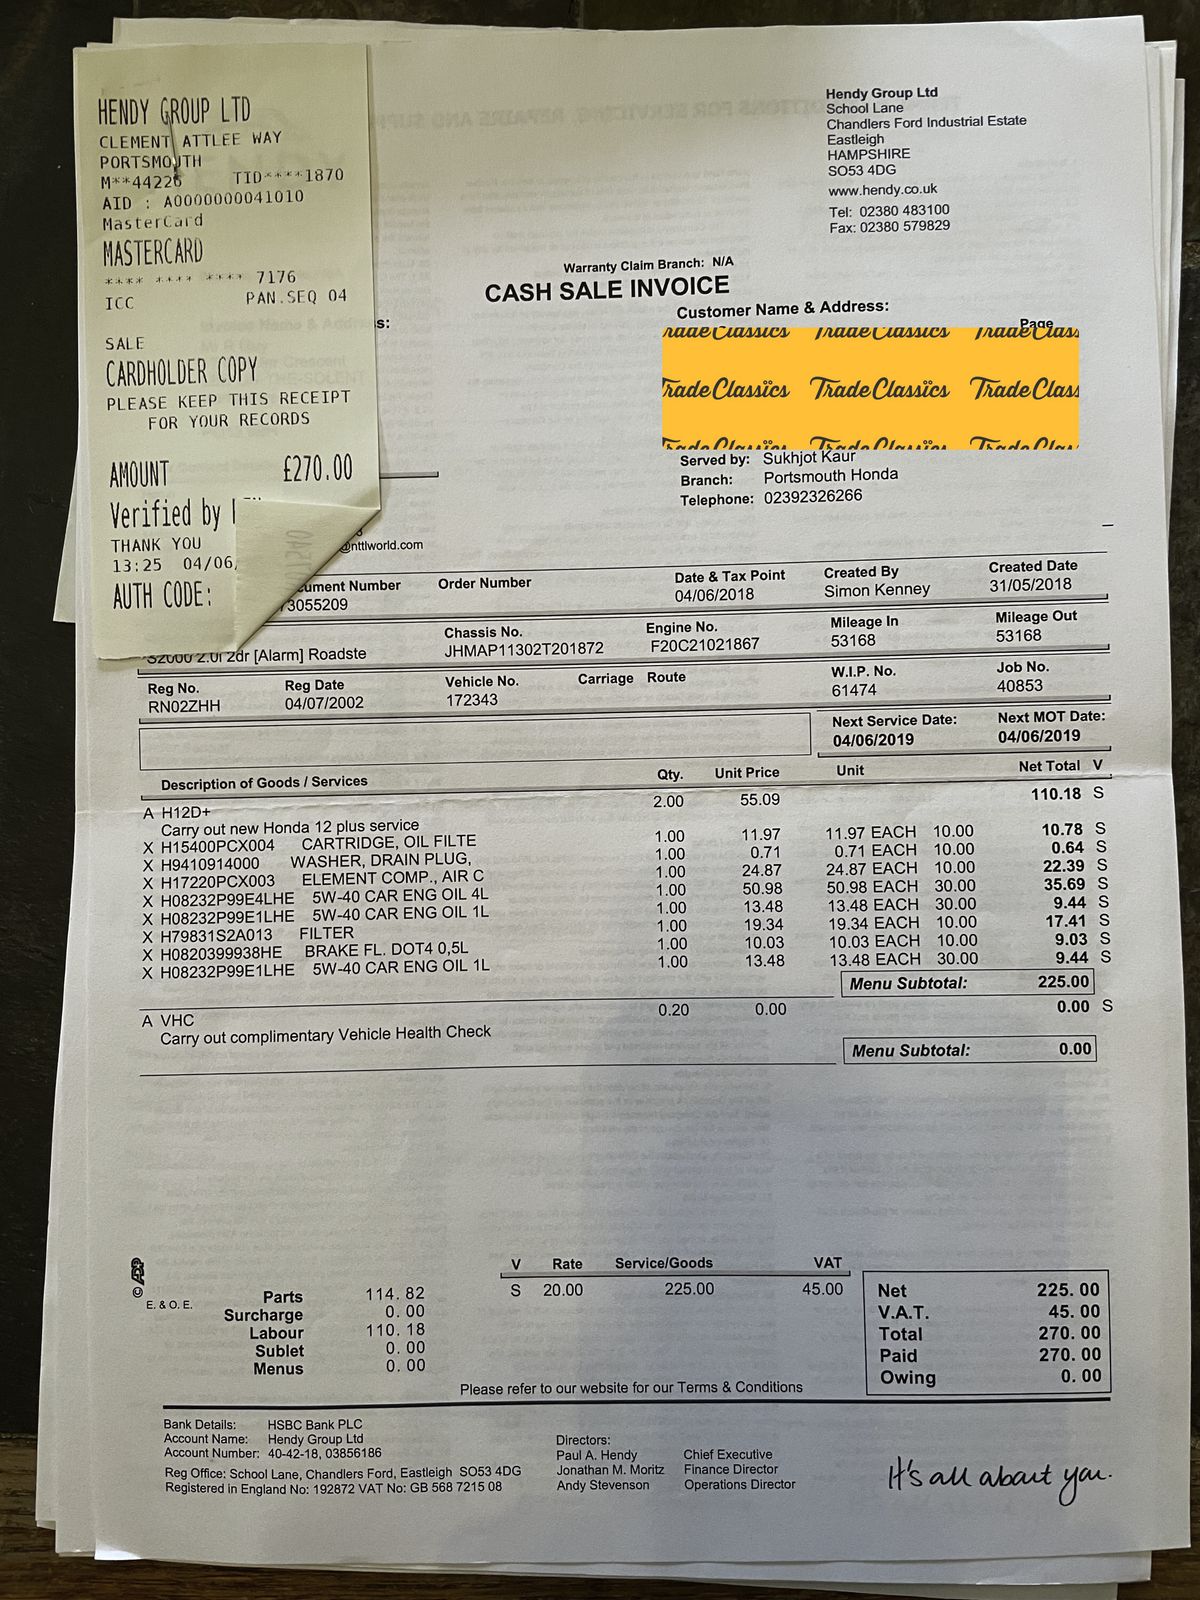 HENDY GROUP LTD
CLEMENT ATTLEE WAY
PORTSMOUTH
M**44226 TID****1870
AID : A0000000041010
MasterCard
MASTERCARD
**** **** **** 7176
ICC PAN.SEQ 04
SALE
CARDHOLDER COPY
PLEASE KEEP THIS RECEIPT
FOR YOUR RECORDS
AMOUNT £270.00
Verified by
THANK YOU
13:25 04/06/
AUTH CODE:
Hendy Group Ltd
School Lane
Chandlers Ford Industrial Estate
Eastleigh
HAMPSHIRE
SO53 4DG
www.hendy.co.uk
Tel: 02380 483100
Fax: 02380 579829
Warranty Claim Branch: N/A
CASH SALE INVOICE
s:
Customer Name & Address:
Page
Trade Classics Trade Classics Trade Clas
Trade Classics Trade Classics Trade Clas
Trade Classics Trade Classics Trade Clas
Served by: Sukhjot Kaur
Branch: Portsmouth Honda
Telephone: 02392326266
@ntlworld.com
ument Number Order Number Date & Tax Point Created By Created Date
73055209 04/06/2018 Simon Kenney 31/05/2018
Chassis No. Engine No. Mileage In Mileage Out
S2000 2.0i 2dr [Alarm] Roadste JHMAP11302T201872 F20C21021867 53168 53168
Reg No. Reg Date Vehicle No. Carriage Route W.I.P. No. Job No.
RN02ZHH 04/07/2002 172343 61474 40853
Next Service Date: Next MOT Date:
04/06/2019 04/06/2019
Description of Goods / Services Qty. Unit Price Unit Net Total V
A H12D+ 2.00 55.09 110.18 S
Carry out new Honda 12 plus service
X H15400PCX004 CARTRIDGE, OIL FILTE 1.00 11.97 11.97 EACH 10.00 10.78 S
X H9410914000 WASHER, DRAIN PLUG, 1.00 0.71 0.71 EACH 10.00 0.64 S
X H17220PCX003 ELEMENT COMP., AIR C 1.00 24.87 24.87 EACH 10.00 22.39 S
X H08232P99E4LHE 5W-40 CAR ENG OIL 4L 1.00 50.98 50.98 EACH 30.00 35.69 S
X H08232P99E1LHE 5W-40 CAR ENG OIL 1L 1.00 13.48 13.48 EACH 30.00 9.44 S
X H79831S2A013 FILTER 1.00 19.34 19.34 EACH 10.00 17.41 S
X H0820399938HE BRAKE FL. DOT4 0,5L 1.00 10.03 10.03 EACH 10.00 9.03 S
X H08232P99E1LHE 5W-40 CAR ENG OIL 1L 1.00 13.48 13.48 EACH 30.00 9.44 S
Menu Subtotal: 225.00
A VHC 0.20 0.00 0.00 S
Carry out complimentary Vehicle Health Check
Menu Subtotal: 0.00
© ADP
E. & O. E.
Parts 114.82
Surcharge 0.00
Labour 110.18
Sublet 0.00
Menus 0.00
V Rate Service/Goods VAT
S 20.00 225.00 45.00
Net 225.00
V.A.T. 45.00
Total 270.00
Paid 270.00
Owing 0.00
Please refer to our website for our Terms & Conditions
Bank Details: HSBC Bank PLC
Account Name: Hendy Group Ltd
Account Number: 40-42-18, 03856186
Reg Office: School Lane, Chandlers Ford, Eastleigh SO53 4DG
Registered in England No: 192872 VAT No: GB 568 7215 08
Directors:
Paul A. Hendy Chief Executive
Jonathan M. Moritz Finance Director
Andy Stevenson Operations Director
It's all about you.